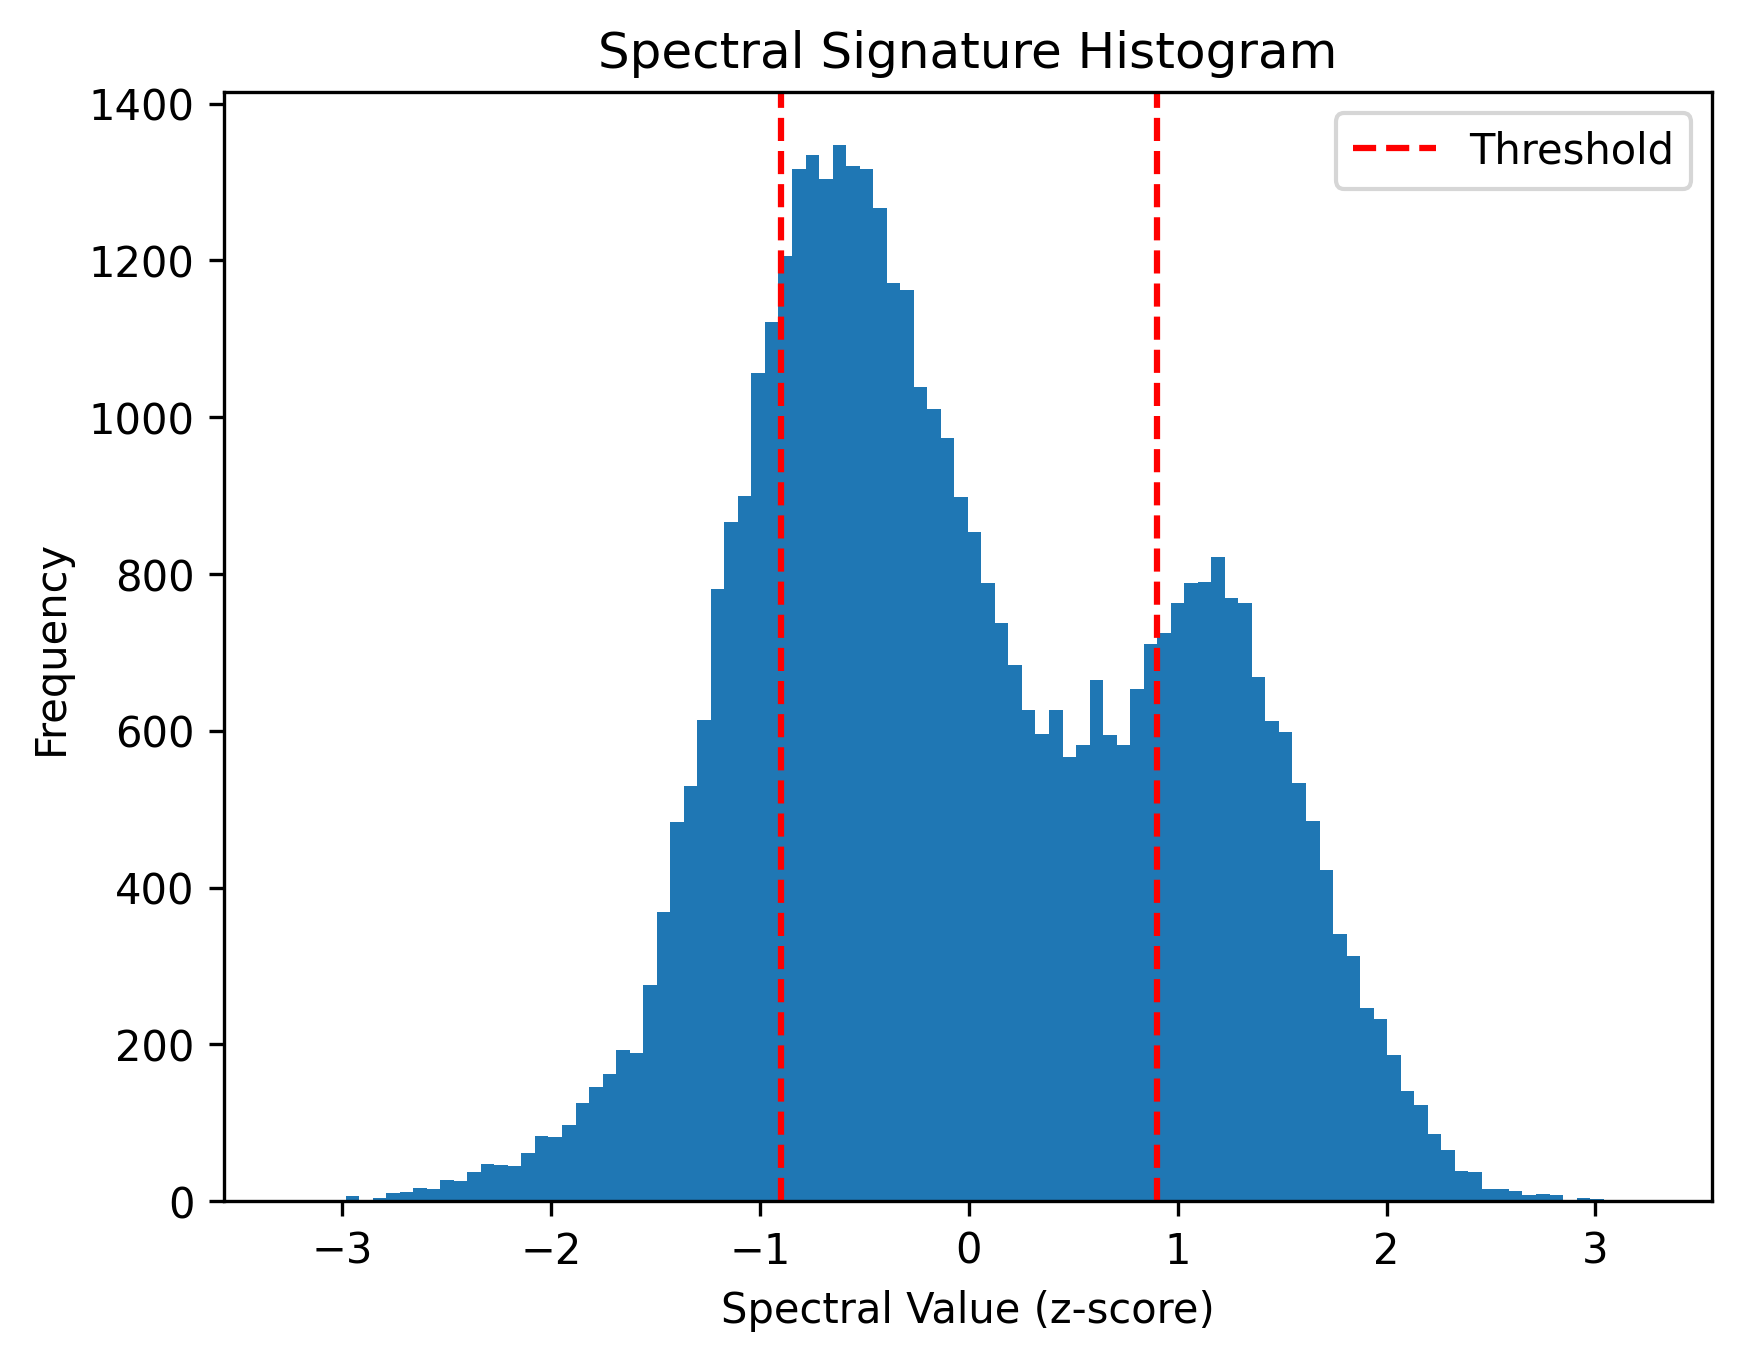 Spectral Signature Histogram
Threshold
Frequency
1400
1200
1000
800
600
400
200
0
−3 −2 −1 0 1 2 3
Spectral Value (z-score)